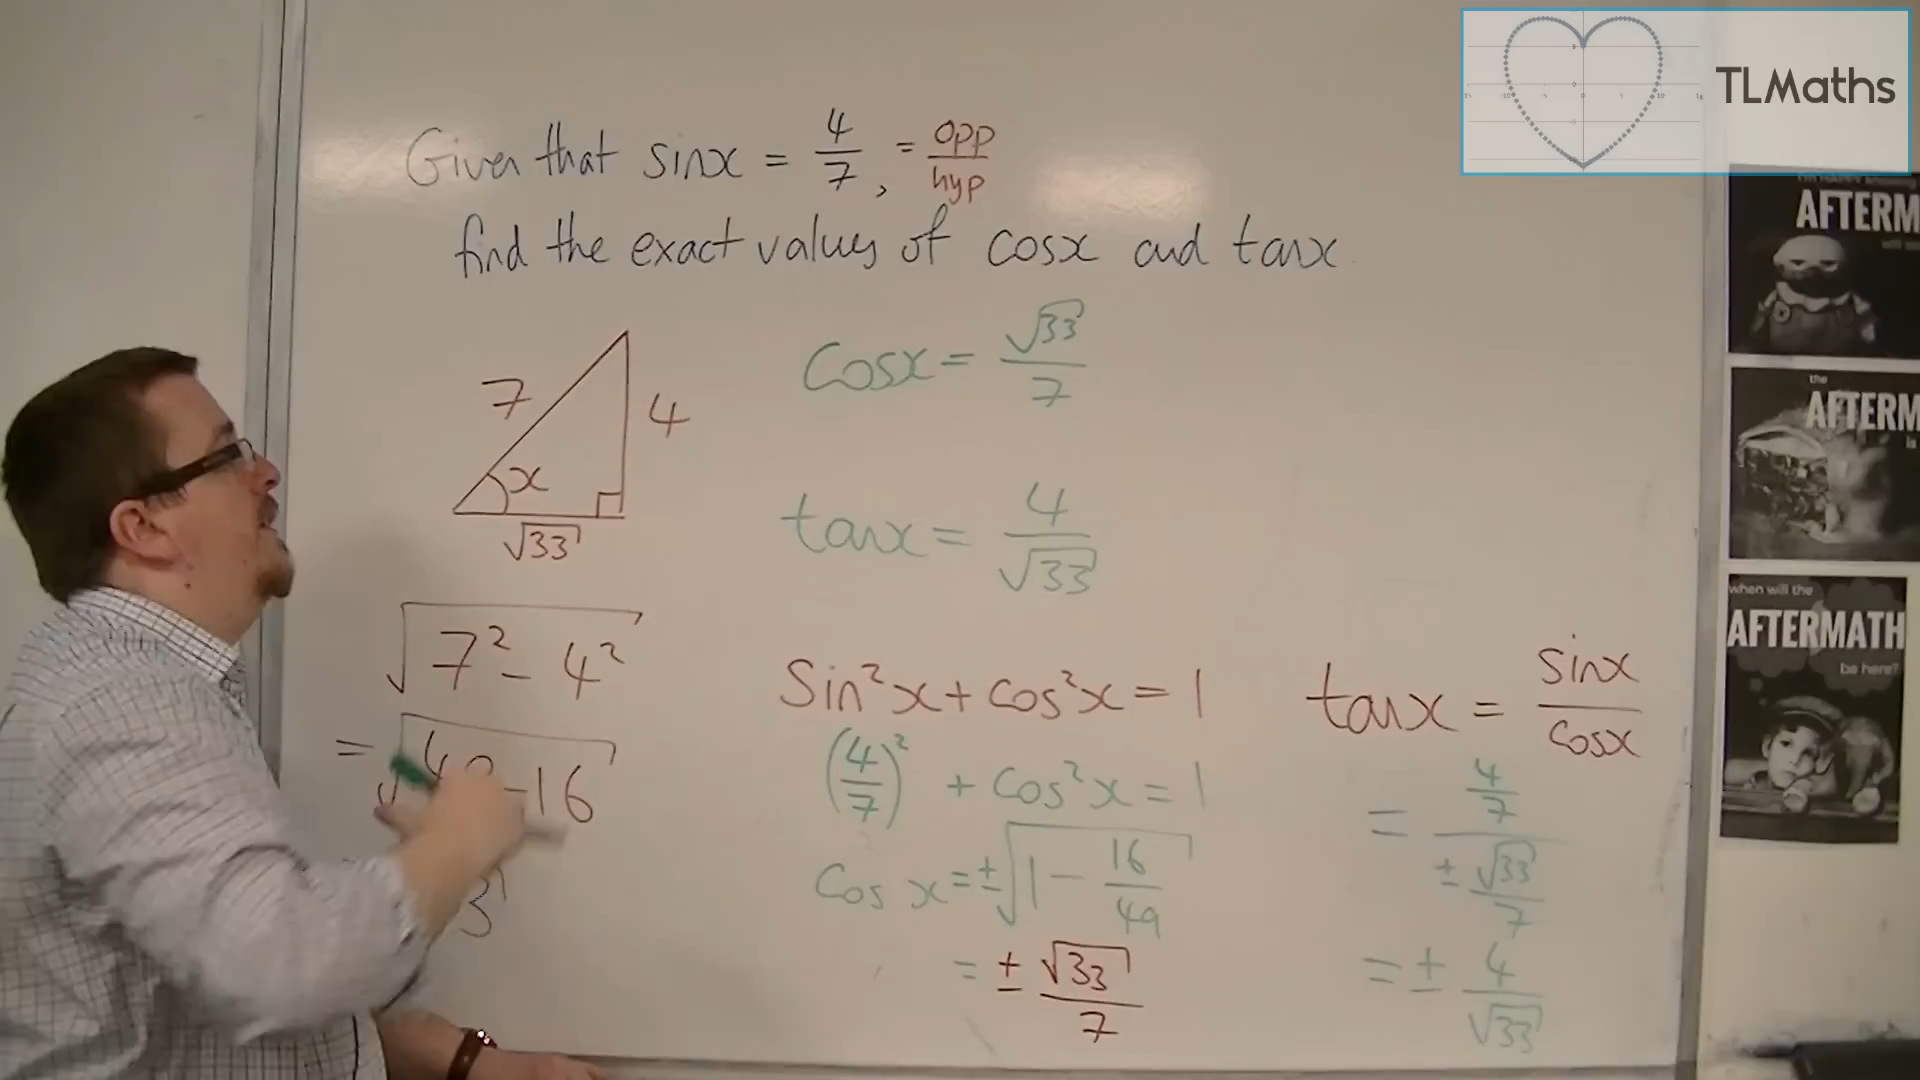 TLMaths
Given that sinx = 4/7, = opp/hyp
find the exact values of cosx and tanx
7
4
x
√33
cosx = √33/7
tanx = 4/√33
√(7² - 4²)
= √(49-16)
sin²x + cos²x = 1
(4/7)² + cos²x = 1
cos x = ±√(1 - 16/49)
= ± √33/7
tanx = sinx/cosx
= (4/7)/(± √33/7)
= ± 4/√33
AFTERM
the
AFTERM
is
when will the
AFTERMATH
be here?